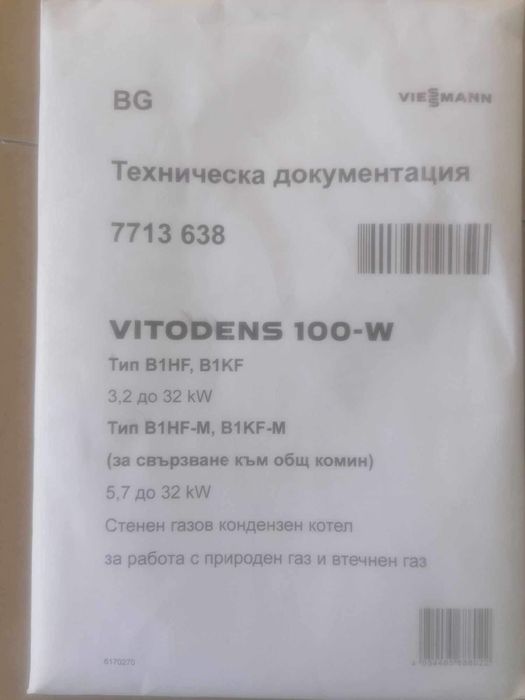 BG
VIESSMANN
Техническа документация
7713 638
VITODENS 100-W
Тип B1HF, B1KF
3,2 до 32 kW
Тип B1HF-M, B1KF-M
(за свързване към общ комин)
5,7 до 32 kW
Стенен газов кондензен котел
за работа с природен газ и втечнен газ
6170270